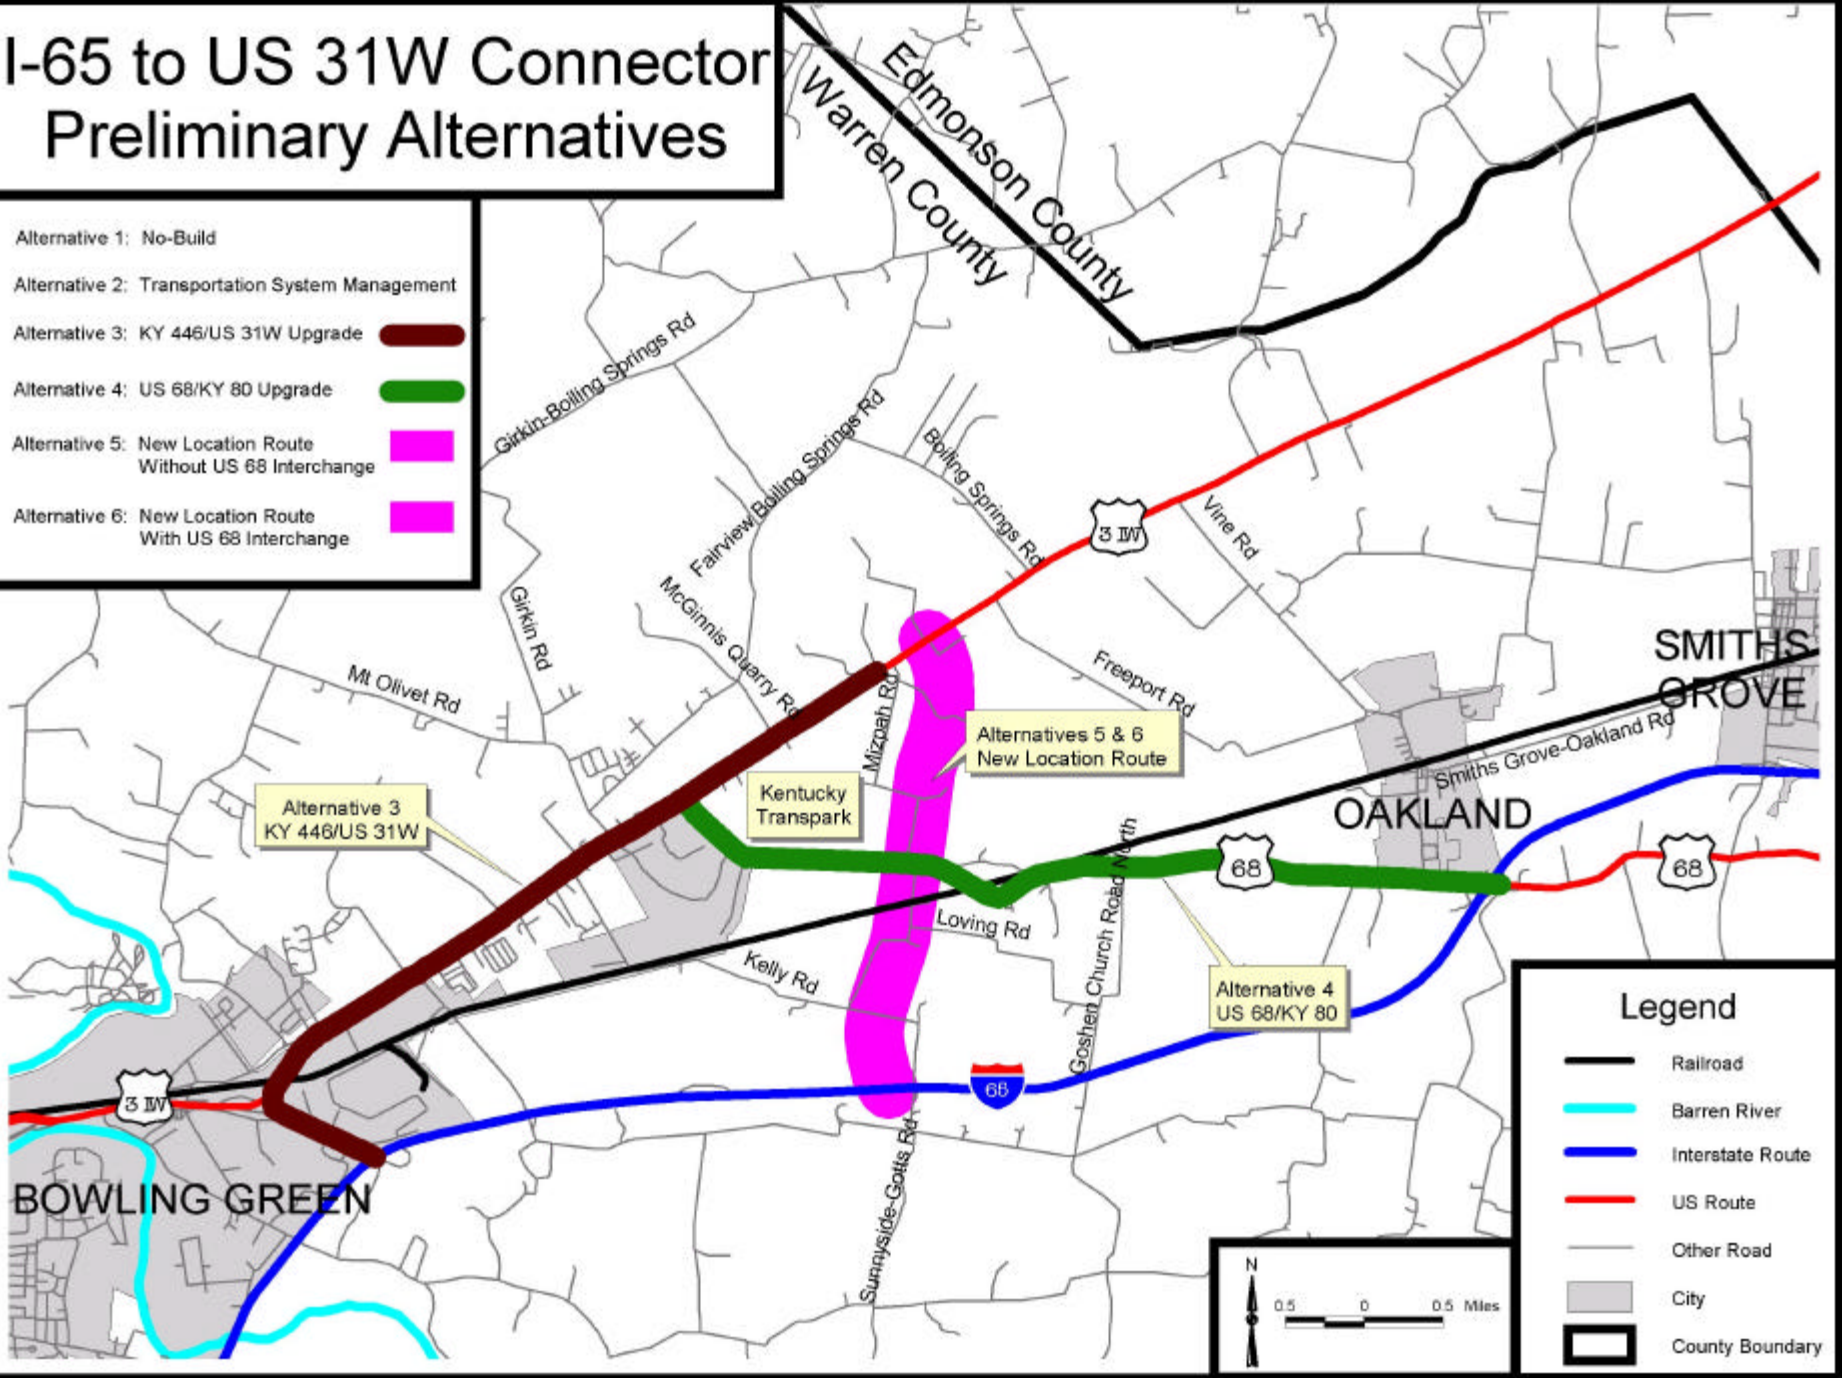 I-65 to US 31W Connector
Preliminary Alternatives
Alternative 1: No-Build
Alternative 2: Transportation System Management
Alternative 3: KY 446/US 31W Upgrade
Alternative 4: US 68/KY 80 Upgrade
Alternative 5: New Location Route
Without US 68 Interchange
Alternative 6: New Location Route
With US 68 Interchange
Edmonson County
Warren County
Girkin-Boiling Springs Rd
Fairview Boiling Springs Rd
Boiling Springs Rd
31W
Vine Rd
Girkin Rd
McGinnis Quarry Rd
Mt Olivet Rd
Mizpah Rd
Freeport Rd
SMITHS
GROVE
Smiths Grove-Oakland Rd
Alternatives 5 & 6
New Location Route
Kentucky
Transpark
Alternative 3
KY 446/US 31W
OAKLAND
68
68
Loving Rd
Kelly Rd
Goshen Church Road North
Alternative 4
US 68/KY 80
65
31W
BOWLING GREEN
Sunnyside-Gotts Rd
N
0.5 0 0.5 Miles
Legend
Railroad
Barren River
Interstate Route
US Route
Other Road
City
County Boundary